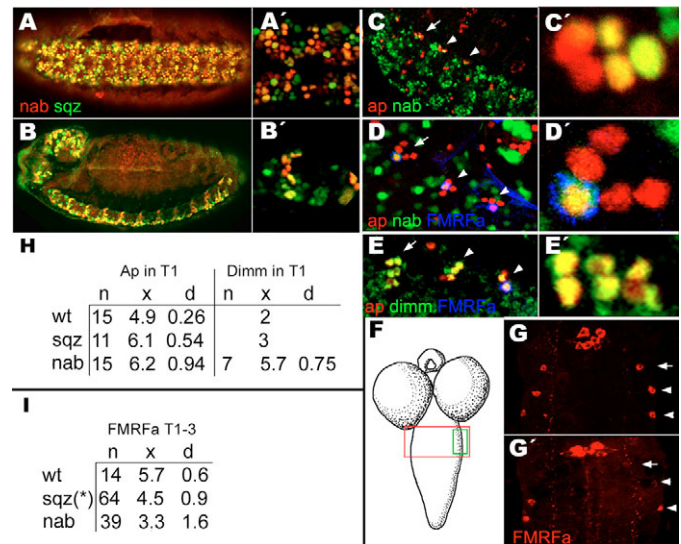 A
nab sqz
A´
B
B´
C
ap nab
C´
D
ap nab FMRFa
D´
E
ap dimm FMRFa
E´
F
G
G´
FMRFa
H
Ap in T1 Dimm in T1
n x d n x d
wt 15 4.9 0.26 2
sqz 11 6.1 0.54 3
nab 15 6.2 0.94 7 5.7 0.75
I
FMRFa T1-3
n x d
wt 14 5.7 0.6
sqz(*) 64 4.5 0.9
nab 39 3.3 1.6